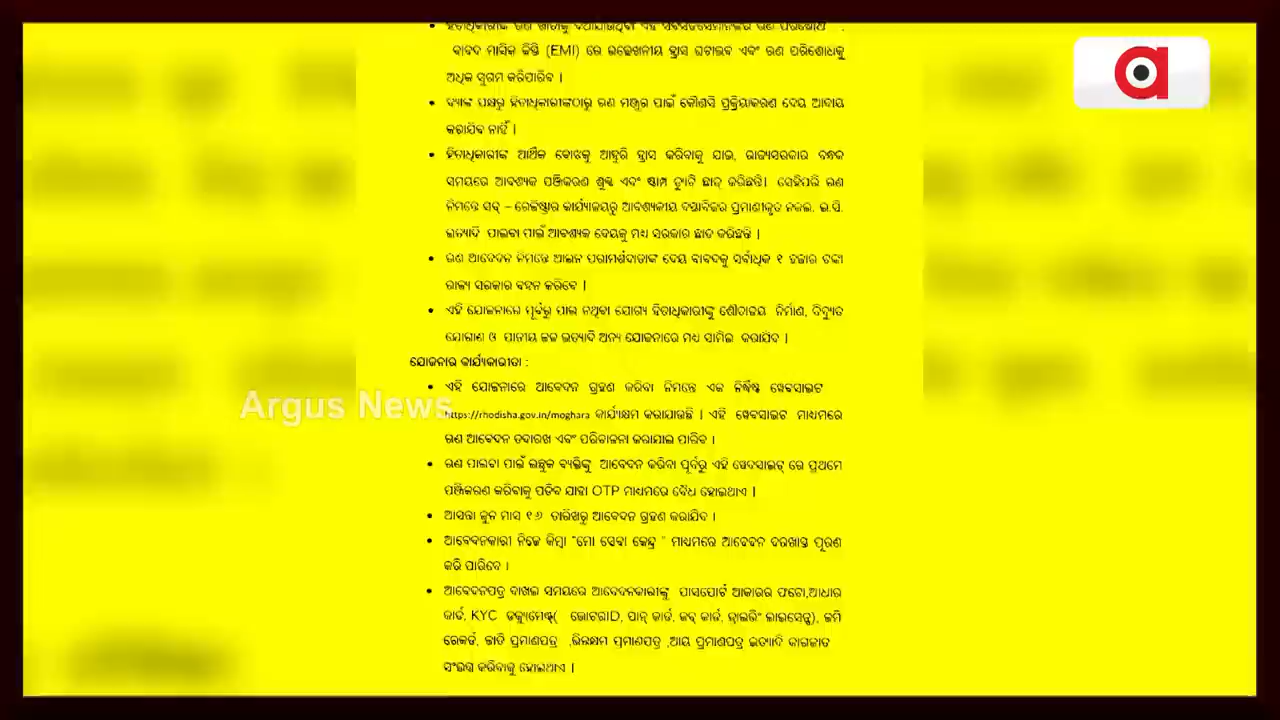 ବାବଦ ମାସିକ କିସ୍ତି (EMI) ରେ ଉଲ୍ଲେଖନୀୟ ହ୍ରାସ ଘଟାଇବ ଏବଂ ଋଣ ପରିଶୋଧକୁ
ଅଧିକ ସୁଗମ କରିପାରିବ ।
• ବ୍ୟାଙ୍କ ପକ୍ଷରୁ ହିତାଧିକାରୀଙ୍କଠାରୁ ଋଣ ମଞ୍ଜୁର ପାଇଁ କୌଣସି ପ୍ରକ୍ରିୟାକରଣ ଦେୟ ଆଦାୟ
କରାଯିବ ନାହିଁ ।
• ହିତାଧିକାରୀଙ୍କ ଆର୍ଥିକ ବୋଝକୁ ଆହୁରି ହ୍ରାସ କରିବାକୁ ଯାଇ, ରାଜ୍ୟସରକାର ବନ୍ଧକ
ସମୟରେ ଆବଶ୍ୟକ ପଞ୍ଜିକରଣ ଶୁଳ୍କ ଏବଂ ଷ୍ଟାମ୍ପ ଡ୍ୟୁଟି ଛାଡ୍ କରିଛନ୍ତି। ସେହିପରି ଋଣ
ନିମନ୍ତେ ସବ୍ – ରେଜିଷ୍ଟ୍ରାର କାର୍ଯ୍ୟାଳୟରୁ ଆବଶ୍ୟକୀୟ ଦସ୍ତାବିଜର ପ୍ରମାଣୀକୃତ ନକଲ. ଇ.ସି.
ଇତ୍ୟାଦି ପାଇବା ପାଇଁ ଆବଶ୍ୟକ ଦେୟକୁ ମଧ୍ୟ ସରକାର ଛାଡ କରିଛନ୍ତି ।
• ଋଣ ଆବେଦନ ନିମନ୍ତେ ଆଇନ ପରାମର୍ଶଦାତାଙ୍କ ଦେୟ ବାବଦକୁ ସର୍ବାଧିକ ୧ ହଜାର ଟଙ୍କା
ରାଜ୍ୟ ସରକାର ବହନ କରିବେ ।
• ଏହି ଯୋଜନାରେ ପୂର୍ବରୁ ପାଇ ନଥିବା ଯୋଗ୍ୟ ହିତାଧିକାରୀଙ୍କୁ ଶୌଚାଳୟ ନିର୍ମାଣ, ବିଦ୍ୟୁତ
ଯୋଗାଣ ଓ ପାନୀୟ ଜଳ ଇତ୍ୟାଦି ଅନ୍ୟ ଯୋଜନାରେ ମଧ୍ୟ ସାମିଲ କରାଯିବ ।
ଯୋଜନାର କାର୍ଯ୍ୟକାରୀତା :
• ଏହି ଯୋଜନାରେ ଆବେଦନ ଗ୍ରହଣ କରିବା ନିମନ୍ତେ ଏକ ନିର୍ଦ୍ଦିଷ୍ଟ ୱେବସାଇଟ
https://rhodisha.gov.in/moghara କାର୍ଯ୍ୟକ୍ଷମ କରାଯାଉଛି । ଏହି ୱେବସାଇଟ ମାଧ୍ୟମରେ
ଋଣ ଆବେଦନ ତଦାରଖ ଏବଂ ପରିଚାଳନା କରାଯାଇ ପାରିବ ।
• ଋଣ ପାଇବା ପାଇଁ ଇଚ୍ଛୁକ ବ୍ୟକ୍ତିଙ୍କୁ ଆବେଦନ କରିବା ପୂର୍ବରୁ ଏହି ୱେବସାଇଟ୍ ରେ ପ୍ରଥମେ
ପଞ୍ଜିକରଣ କରିବାକୁ ପଡିବ ଯାହା OTP ମାଧ୍ୟମରେ ବୈଧ ହୋଇଥାଏ ।
• ଆସନ୍ତା ଜୁନ ମାସ ୧୬ ତାରିଖରୁ ଆବେଦନ ଗ୍ରହଣ କରାଯିବ ।
• ଆବେଦନକାରୀ ନିଜେ କିମ୍ବା “ମୋ ସେବା କେନ୍ଦ୍ର ” ମାଧ୍ୟମରେ ଆବେଦନ ଦରଖାସ୍ତ ପୂରଣ
କରି ପାରିବେ ।
• ଆବେଦନପତ୍ର ଦାଖଲ ସମୟରେ ଆବେଦନକାରୀଙ୍କୁ ପାସପୋର୍ଟ ଆକାରର ଫଟୋ,ଆଧାର
କାର୍ଡ, KYC ଡକ୍ୟୁମେଣ୍ଟ( ଭୋଟରID, ପାନ୍ କାର୍ଡ, ଜବ୍ କାର୍ଡ, ଡ୍ରାଇଭିଂ ଲାଇସେନ୍ସ), ଜମି
ରେକର୍ଡ, ଜାତି ପ୍ରମାଣପତ୍ର ,ଭିନ୍ନକ୍ଷମ ପ୍ରମାଣପତ୍ର ,ଆୟ ପ୍ରମାଣପତ୍ର ଇତ୍ୟାଦି କାଗଜାତ
ସଂଲଗ୍ନ କରିବାକୁ ହୋଇଥାଏ ।
Argus News
a